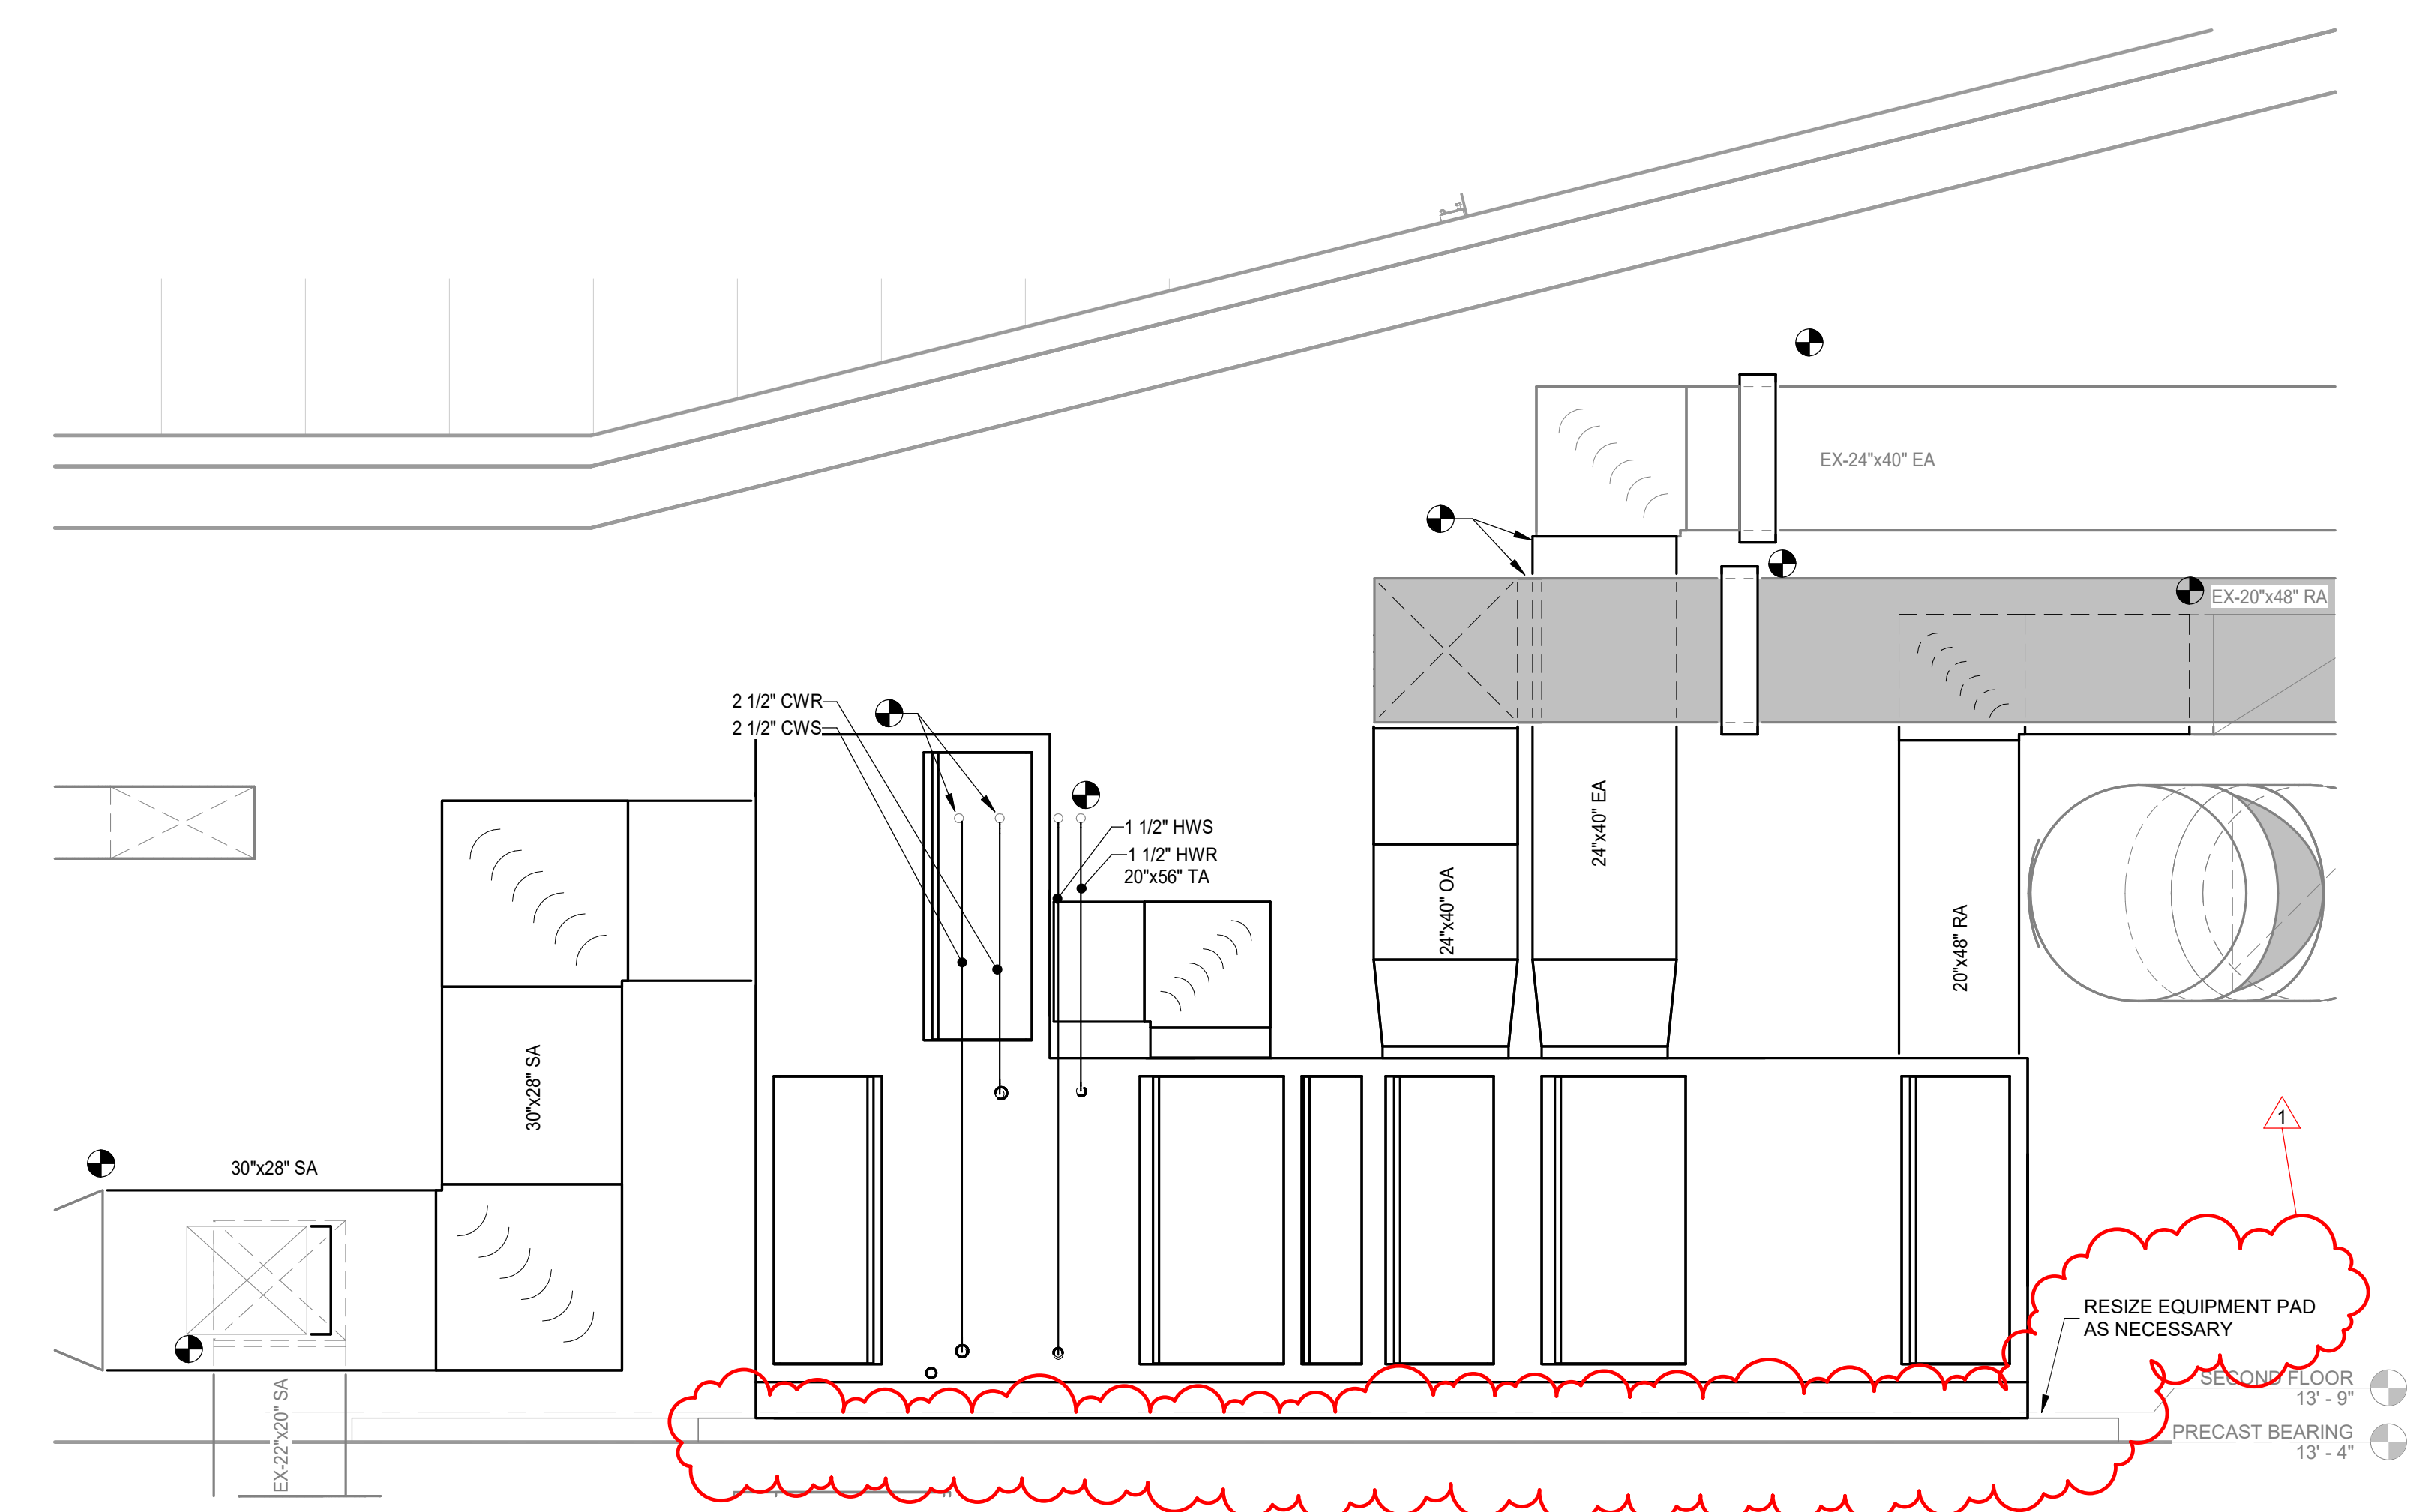 EX-24"x40" EA
EX-20"x48" RA
2 1/2" CWR
2 1/2" CWS
1 1/2" HWS
1 1/2" HWR
20"x56" TA
24"x40" OA
24"x40" EA
20"x48" RA
30"x28" SA
30"x28" SA
EX-22"x20" SA
1
RESIZE EQUIPMENT PAD
AS NECESSARY
SECOND FLOOR
13' - 9"
PRECAST BEARING
13' - 4"